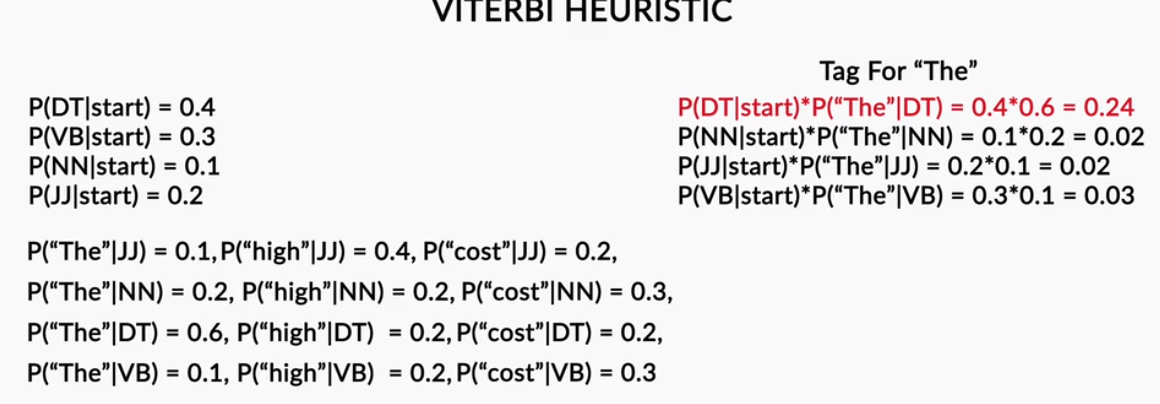 VITERBI HEURISTIC
Tag For “The”
P(DT|start) = 0.4
P(VB|start) = 0.3
P(NN|start) = 0.1
P(JJ|start) = 0.2
P(DT|start)*P(“The”|DT) = 0.4*0.6 = 0.24
P(NN|start)*P(“The”|NN) = 0.1*0.2 = 0.02
P(JJ|start)*P(“The”|JJ) = 0.2*0.1 = 0.02
P(VB|start)*P(“The”|VB) = 0.3*0.1 = 0.03
P(“The”|JJ) = 0.1, P(“high”|JJ) = 0.4, P(“cost”|JJ) = 0.2,
P(“The”|NN) = 0.2, P(“high”|NN) = 0.2, P(“cost”|NN) = 0.3,
P(“The”|DT) = 0.6, P(“high”|DT) = 0.2, P(“cost”|DT) = 0.2,
P(“The”|VB) = 0.1, P(“high”|VB) = 0.2, P(“cost”|VB) = 0.3